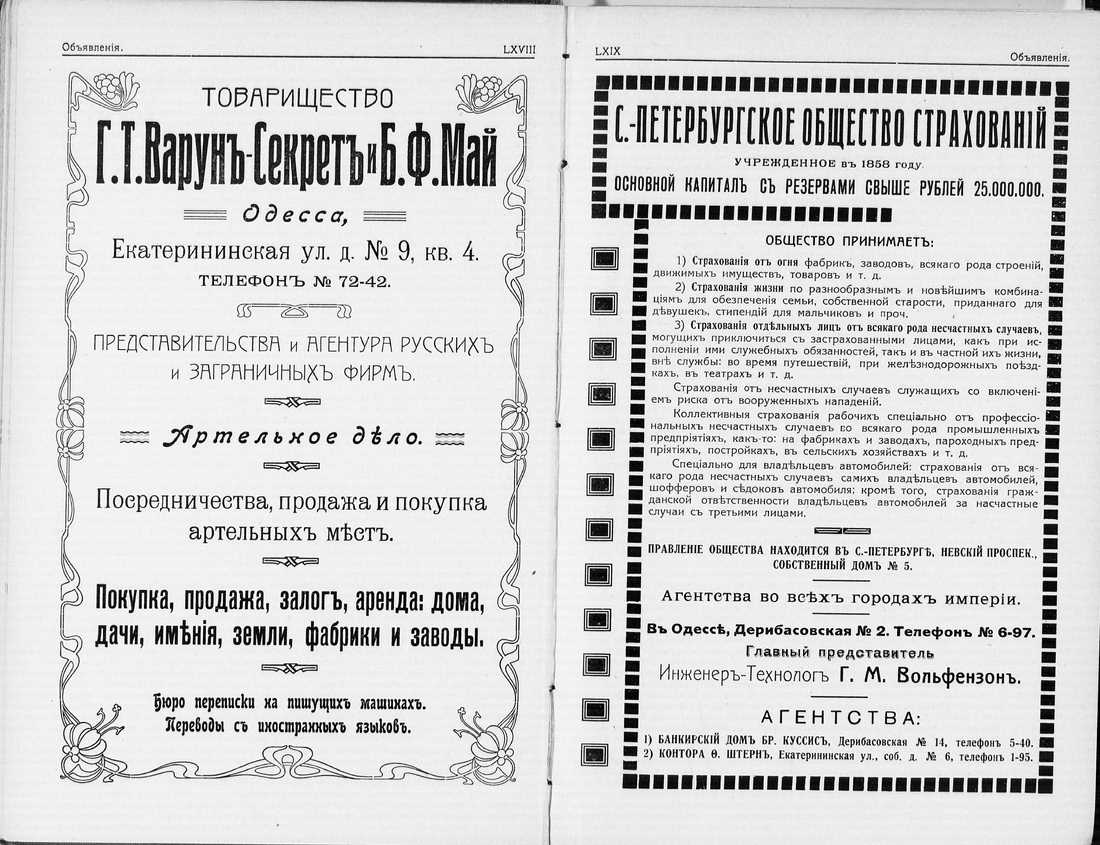 Объявленія.
LXVIII
ТОВАРИЩЕСТВО
Г. Т. Варунъ-Секретъ и Б. Ф. Май
Одесса,
Екатерининская ул. д. № 9, кв. 4.
ТЕЛЕФОНЪ № 72-42.
ПРЕДСТАВИТЕЛЬСТВА и АГЕНТУРА РУССКИХЪ
и ЗАГРАНИЧНЫХЪ ФИРМЪ.
Артельное дѣло.
Посредничества, продажа и покупка
артельныхъ мѣстъ.
Покупка, продажа, залогъ, аренда: дома,
дачи, имѣнія, земли, фабрики и заводы.
Бюро переписки на пишущихъ машинахъ.
Переводы съ иностранныхъ языковъ.
LXIX
Объявленія.
С.-ПЕТЕРБУРГСКОЕ ОБЩЕСТВО СТРАХОВАНІЙ
УЧРЕЖДЕННОЕ въ 1858 году.
ОСНОВНОЙ КАПИТАЛЪ СЪ РЕЗЕРВАМИ СВЫШЕ РУБЛЕЙ 25.000.000.
ОБЩЕСТВО ПРИНИМАЕТЪ:
1) Страхованія отъ огня фабрикъ, заводовъ, всякаго рода строеній,
движимыхъ имуществъ, товаровъ и т. д.
2) Страхованія жизни по разнообразнымъ и новѣйшимъ комбина-
ціямъ для обезпеченія семьи, собственной старости, приданнаго для
дѣвушекъ, стипендій для мальчиковъ и проч.
3) Страхованія отдѣльныхъ лицъ отъ всякаго рода несчастныхъ случаевъ,
могущихъ приключиться съ застрахованными лицами, какъ при ис-
полненіи ими служебныхъ обязанностей, такъ и въ частной ихъ жизни,
внѣ службы: во время путешествій, при желѣзнодорожныхъ поѣзд-
кахъ, въ театрахъ и т. д.
Страхованія отъ несчастныхъ случаевъ служащихъ со включені-
емъ риска отъ вооруженныхъ нападеній.
Коллективныя страхованія рабочихъ спеціально отъ професcіо-
нальныхъ несчастныхъ случаевъ во всякаго рода промышленныхъ
предпріятіяхъ, какъ-то: на фабрикахъ и заводахъ, пароходныхъ пред-
пріятіяхъ, постройкахъ, въ сельскихъ хозяйствахъ и т. д.
Спеціально для владѣльцевъ автомобилей: страхованія отъ вся-
каго рода несчастныхъ случаевъ самихъ владѣльцевъ автомобилей,
шофферовъ и сѣдоковъ автомобиля; кромѣ того, страхованія граж-
данской отвѣтственности владѣльцевъ автомобилей за насчастные
случаи съ третьими лицами.
ПРАВЛЕНІЕ ОБЩЕСТВА НАХОДИТСЯ ВЪ С.-ПЕТЕРБУРГѢ, НЕВСКІЙ ПРОСПЕК.,
СОБСТВЕННЫЙ ДОМЪ № 5.
Агентства во всѣхъ городахъ имперіи.
Въ Одессѣ, Дерибасовская № 2. Телефонъ № 6-97.
Главный представитель
Инженеръ-Технологъ Г. М. Вольфензонъ.
АГЕНТСТВА:
1) БАНКИРСКІЙ ДОМЪ БР. КУССИСЪ, Дерибасовская № 14, телефонъ 5-40.
2) КОНТОРА Ѳ. ШТЕРНЪ, Екатерининская ул., соб. д. № 6, телефонъ 1-95.